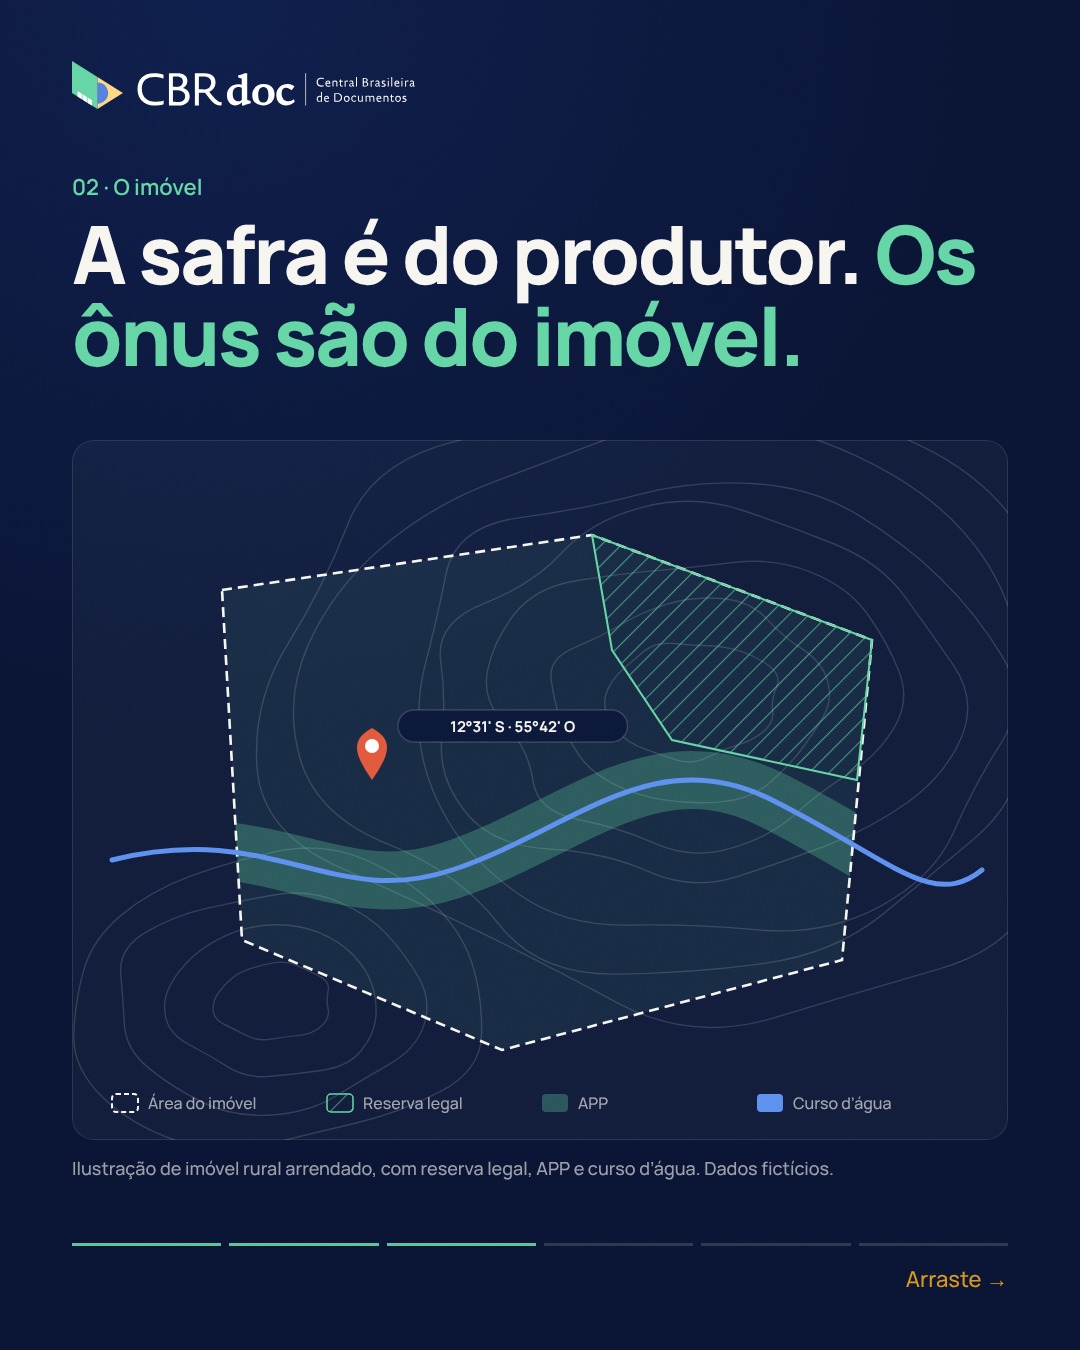 CBRdoc
Central Brasileira
de Documentos
02 · O imóvel
A safra é do produtor. Os
ônus são do imóvel.
12°31' S · 55°42' O
Área do imóvel
Reserva legal
APP
Curso d’água
Ilustração de imóvel rural arrendado, com reserva legal, APP e curso d’água. Dados fictícios.
Arraste →